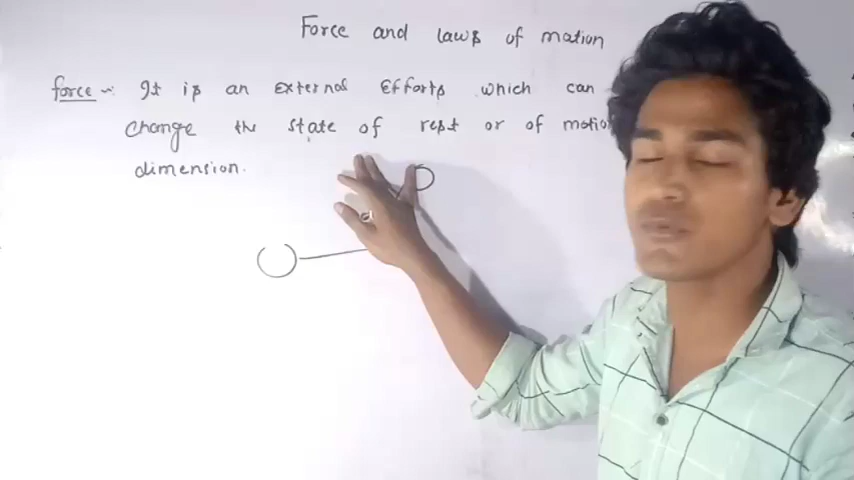 Force and laws of motion
force :- It is an external Efforts which can
change the state of rest or of motion
dimension.